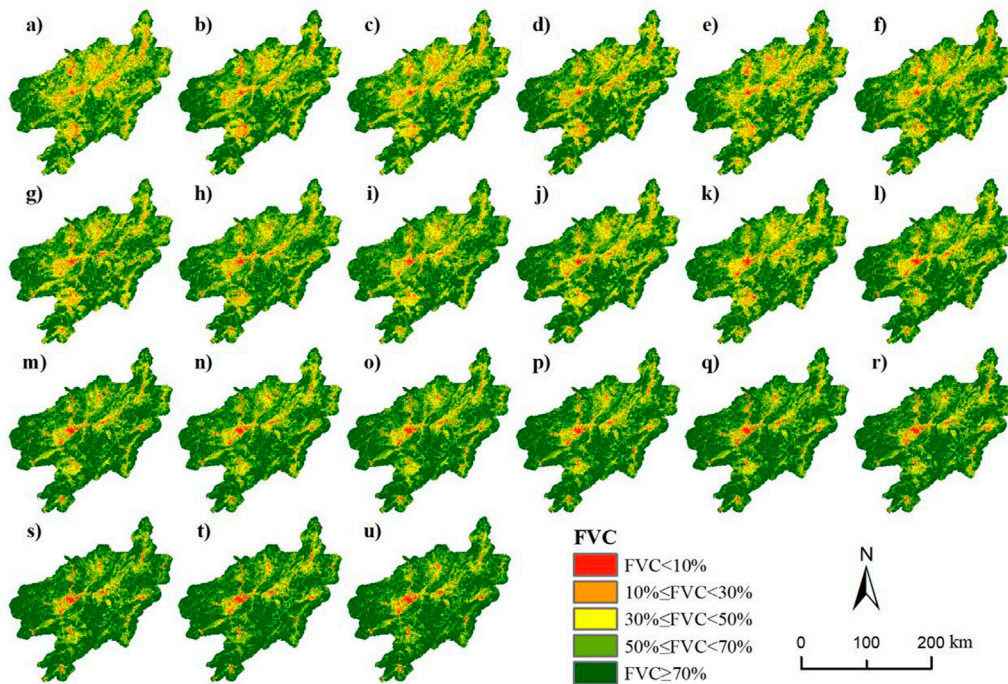 a) b) c) d) e) f)
g) h) i) j) k) l)
m) n) o) p) q) r)
s) t) u)
FVC
FVC<10%
10%≤FVC<30%
30%≤FVC<50%
50%≤FVC<70%
FVC≥70%
N
0 100 200 km